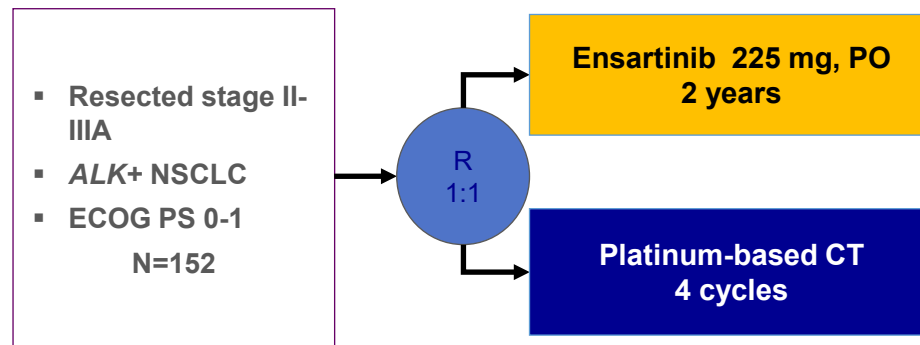 ▪ Resected stage II-
IIIA
▪ ALK+ NSCLC
▪ ECOG PS 0-1
N=152
R
1:1
Ensartinib 225 mg, PO
2 years
Platinum-based CT
4 cycles